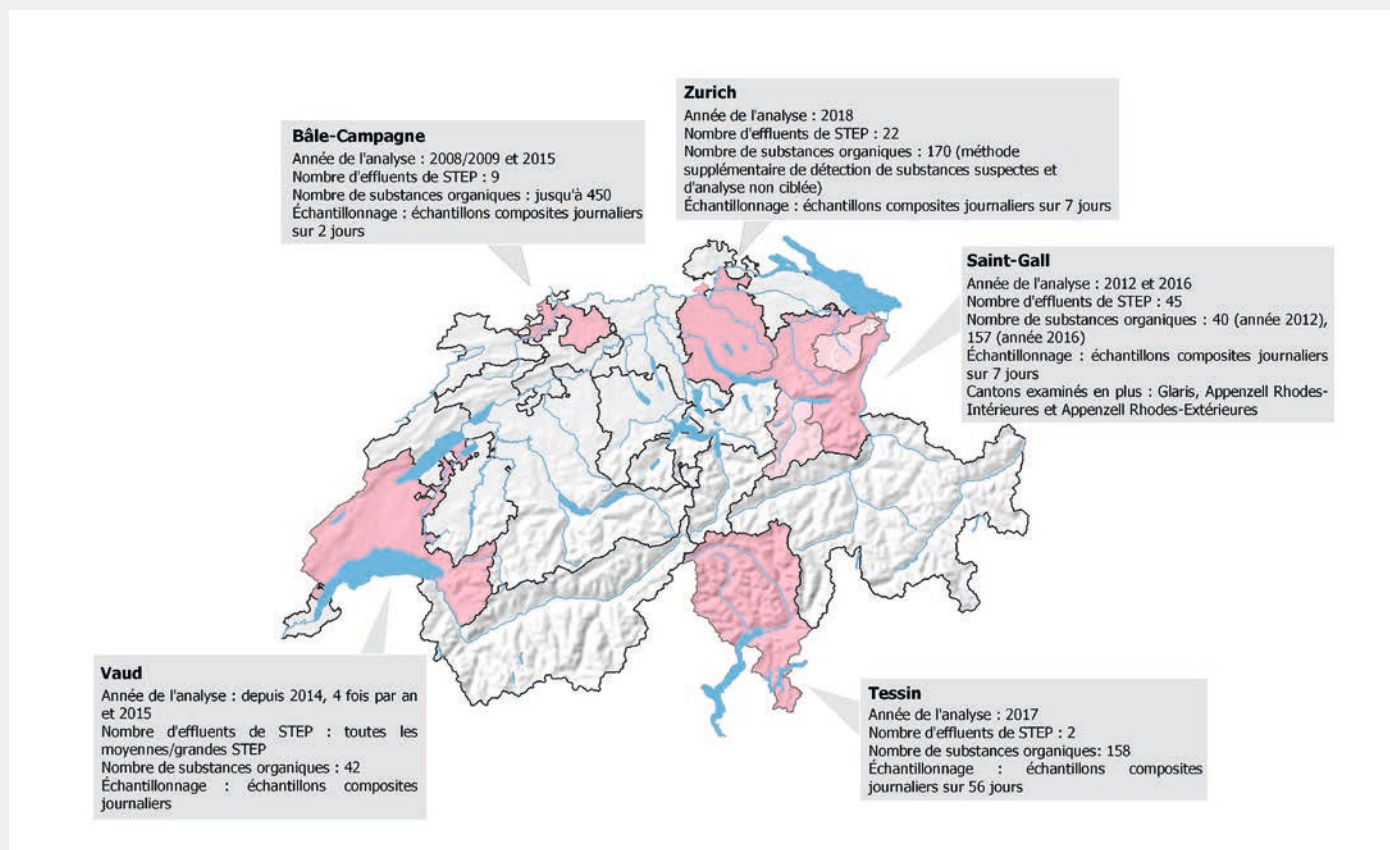 Zurich
Année de l'analyse : 2018
Nombre d'effluents de STEP : 22
Nombre de substances organiques : 170 (méthode
supplémentaire de détection de substances suspectes et
d'analyse non ciblée)
Échantillonnage : échantillons composites journaliers sur 7 jours
Bâle-Campagne
Année de l'analyse : 2008/2009 et 2015
Nombre d'effluents de STEP : 9
Nombre de substances organiques : jusqu'à 450
Échantillonnage : échantillons composites journaliers
sur 2 jours
Saint-Gall
Année de l'analyse : 2012 et 2016
Nombre d'effluents de STEP : 45
Nombre de substances organiques : 40 (année 2012),
157 (année 2016)
Échantillonnage : échantillons composites journaliers
sur 7 jours
Cantons examinés en plus : Glaris, Appenzell Rhodes-
Intérieures et Appenzell Rhodes-Extérieures
Vaud
Année de l'analyse : depuis 2014, 4 fois par an
et 2015
Nombre d'effluents de STEP : toutes les
moyennes/grandes STEP
Nombre de substances organiques : 42
Échantillonnage : échantillons composites
journaliers
Tessin
Année de l'analyse : 2017
Nombre d'effluents de STEP : 2
Nombre de substances organiques: 158
Échantillonnage : échantillons composites
journaliers sur 56 jours